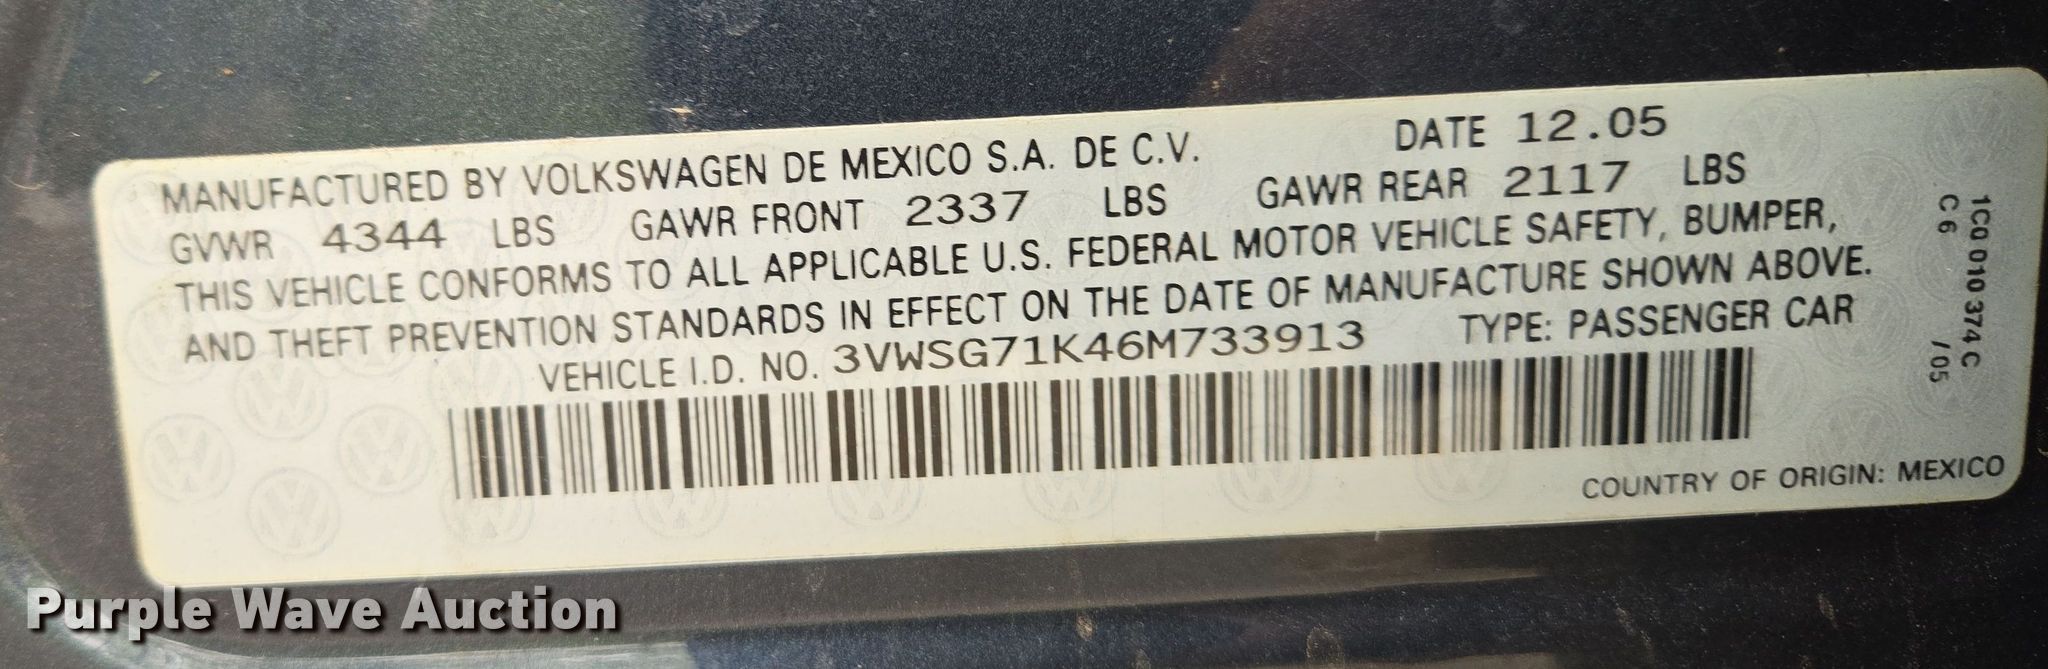 MANUFACTURED BY VOLKSWAGEN DE MEXICO S.A. DE C.V. DATE 12.05
GVWR 4344 LBS GAWR FRONT 2337 LBS GAWR REAR 2117 LBS
THIS VEHICLE CONFORMS TO ALL APPLICABLE U.S. FEDERAL MOTOR VEHICLE SAFETY, BUMPER,
AND THEFT PREVENTION STANDARDS IN EFFECT ON THE DATE OF MANUFACTURE SHOWN ABOVE.
VEHICLE I.D. NO. 3VWSG71K46M733913 TYPE: PASSENGER CAR
COUNTRY OF ORIGIN: MEXICO
1C0 010 374 C
C6 /05
Purple Wave Auction